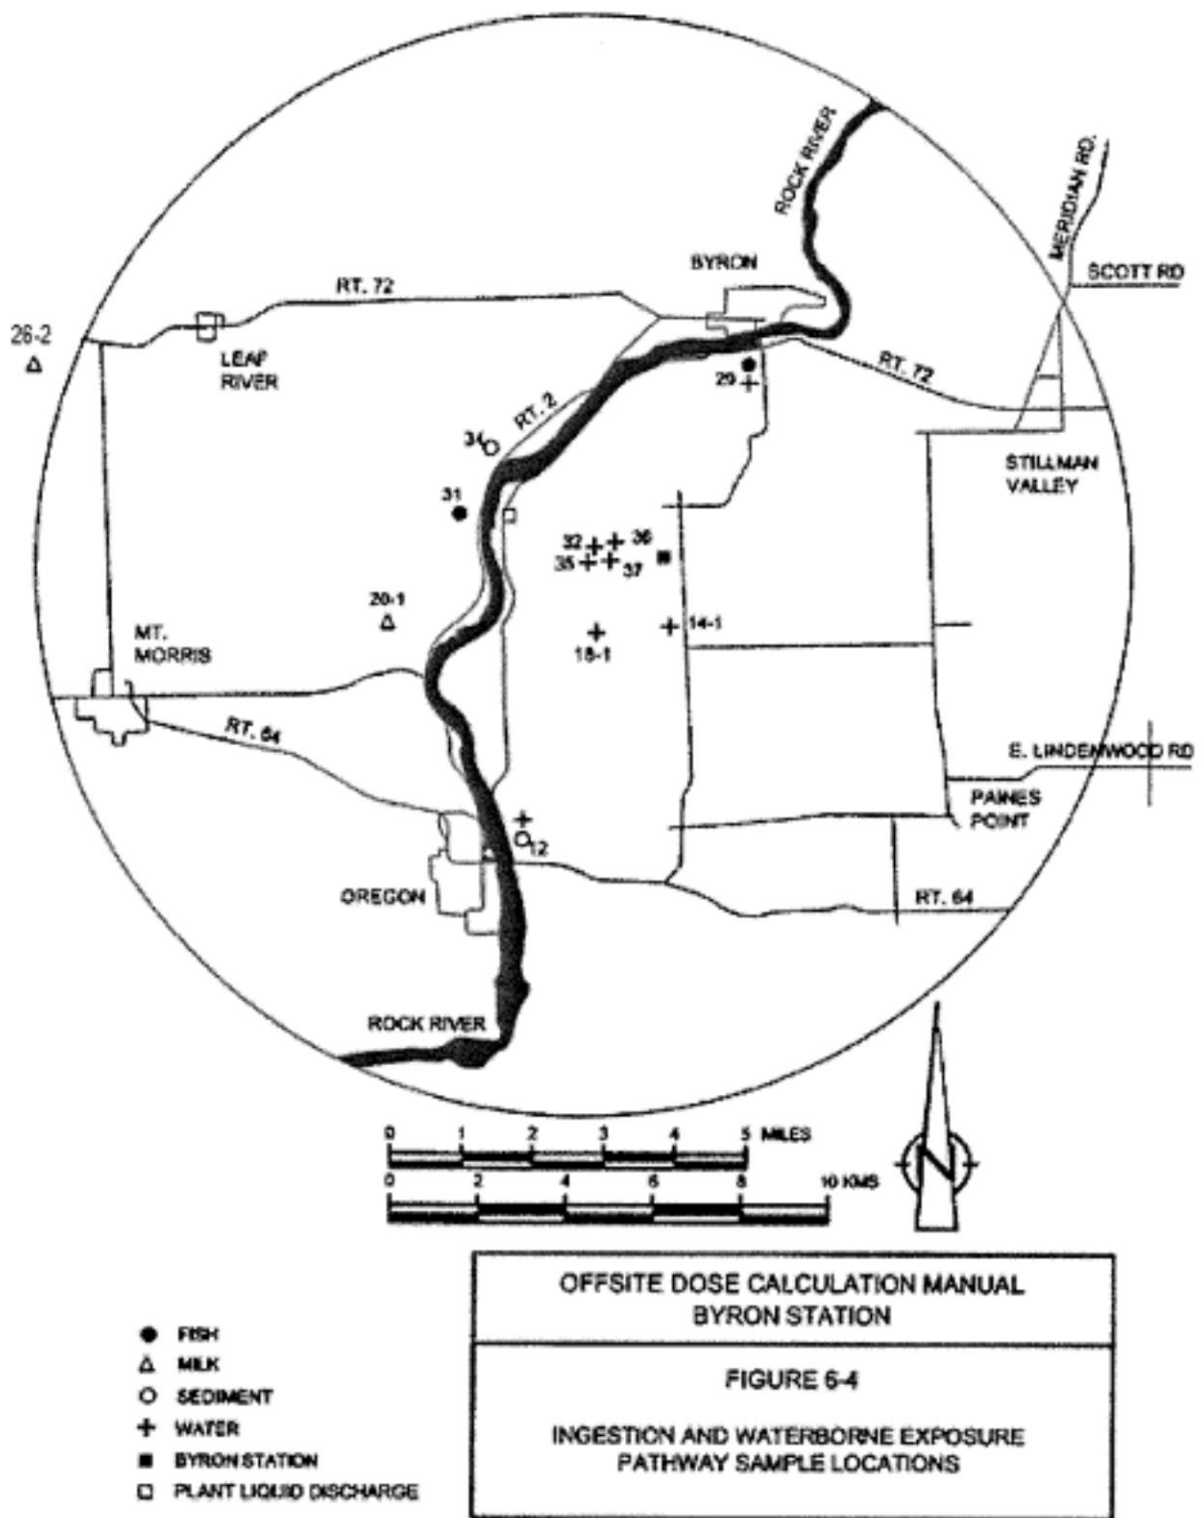 ROCK RIVER
MERIDIAN RD.
BYRON
SCOTT RD
RT. 72
26-2
LEAF
RIVER
RT. 72
29
RT. 2
34
STILLMAN
VALLEY
31
32
36
35
37
20-1
14-1
MT.
MORRIS
18-1
RT. 64
E. LINDENWOOD RD
PAINES
POINT
12
OREGON
RT. 64
ROCK RIVER
0 1 2 3 4 5 MILES
0 2 4 6 8 10 KMS
N
FISH
MILK
SEDIMENT
WATER
BYRON STATION
PLANT LIQUID DISCHARGE
OFFSITE DOSE CALCULATION MANUAL
BYRON STATION
FIGURE 6-4
INGESTION AND WATERBORNE EXPOSURE
PATHWAY SAMPLE LOCATIONS